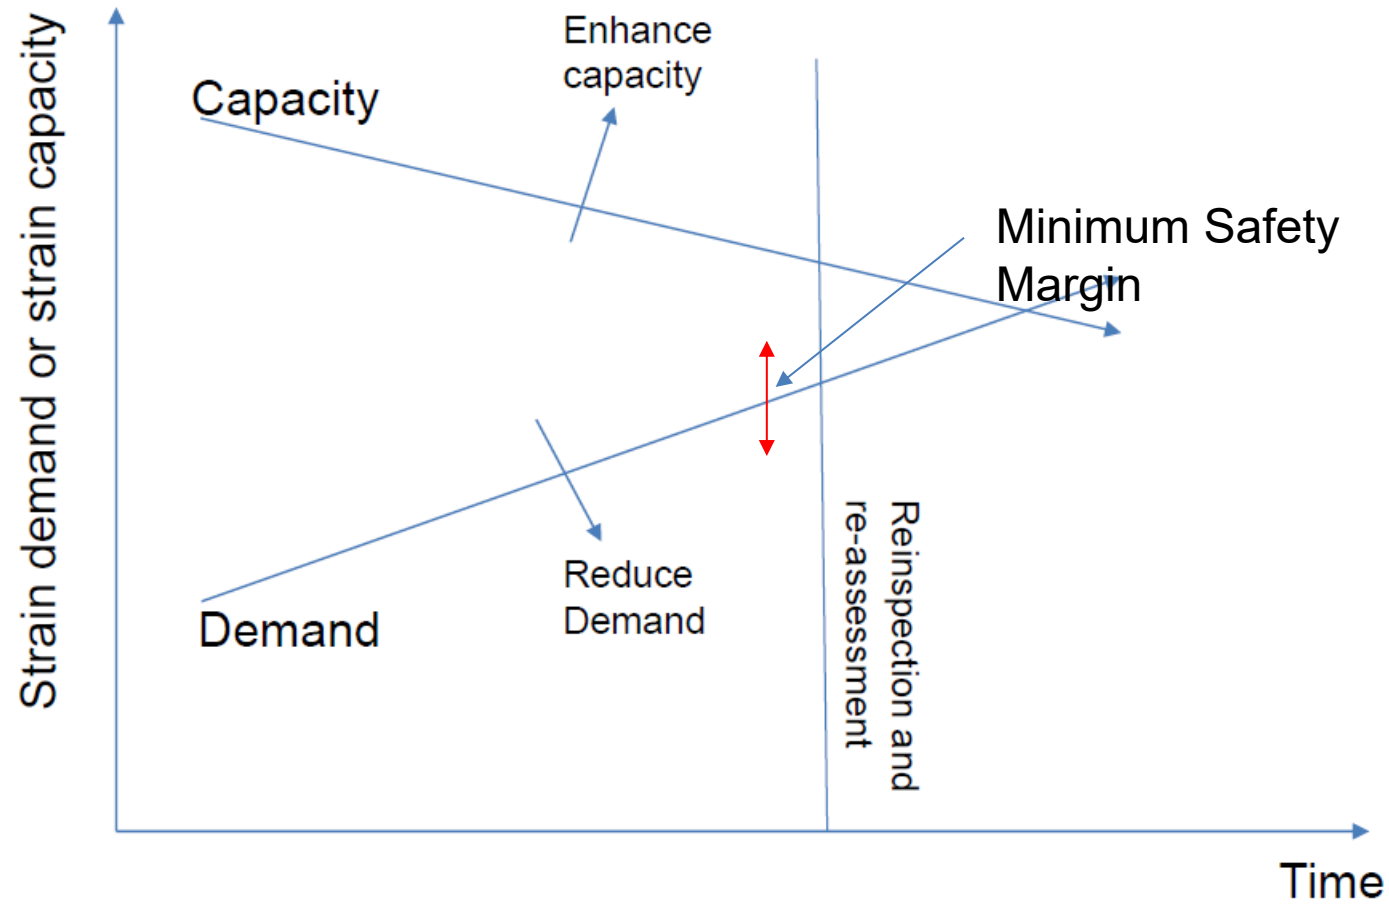 Strain demand or strain capacity
Enhance
capacity
Capacity
Minimum Safety
Margin
Reduce
Demand
Demand
Reinspection and
re-assessment
Time